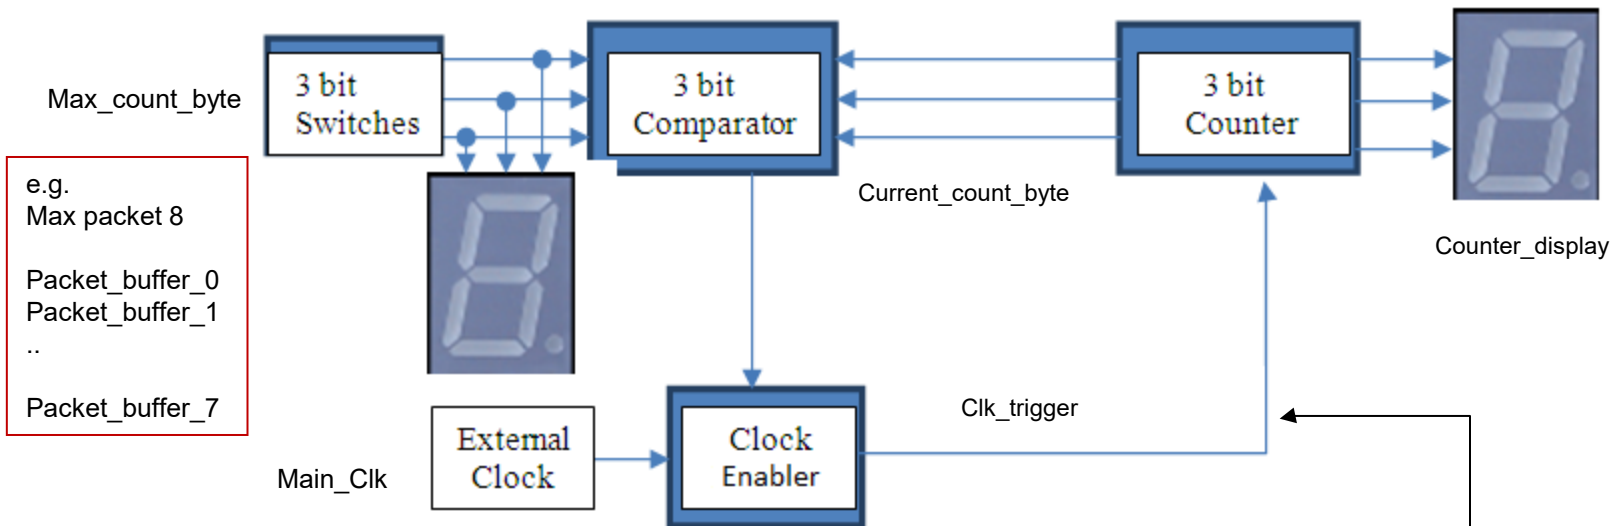 Max_count_byte
3 bit
Switches
3 bit
Comparator
3 bit
Counter
e.g.
Max packet 8
Packet_buffer_0
Packet_buffer_1
..
Packet_buffer_7
Current_count_byte
Counter_display
Clk_trigger
Main_Clk
External
Clock
Clock
Enabler